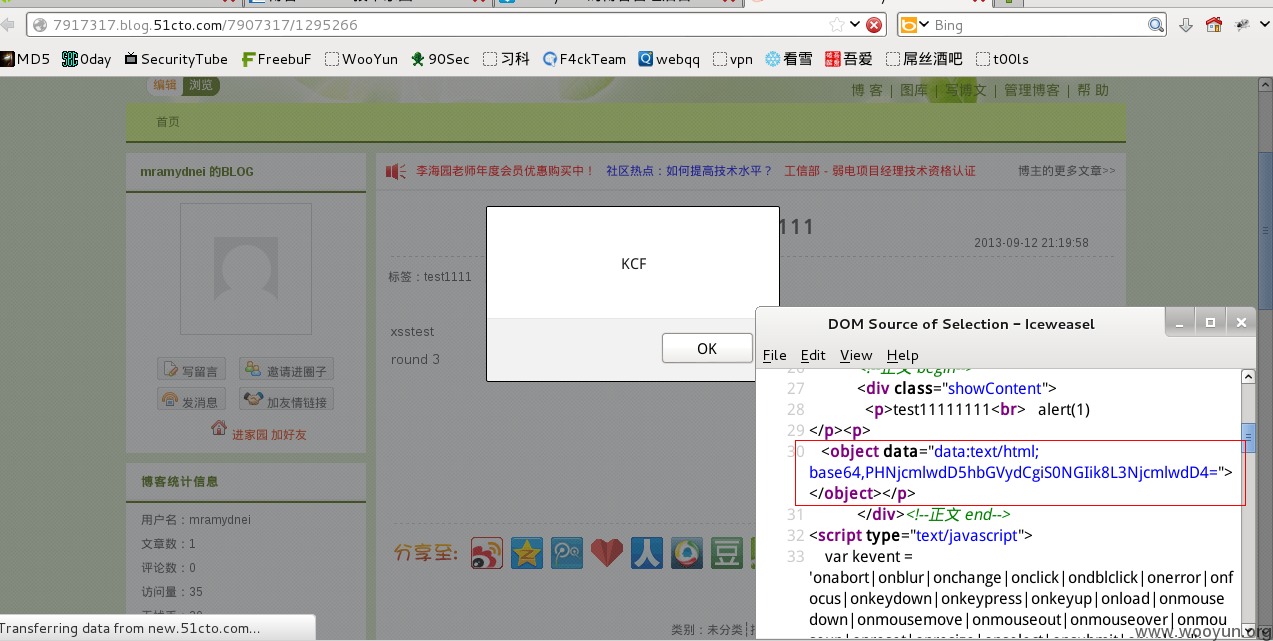 7917317.blog.51cto.com/7907317/1295266
Bing
MD5 0day SecurityTube FreebuF WooYun 90Sec 习科 F4ckTeam webqq vpn 看雪 吾爱 屌丝酒吧 t00ls
编辑 浏览
博 客 | 图库 | 写博文 | 管理博客 | 帮 助
首页
mramydnei 的BLOG
写留言 邀请进圈子
发消息 加友情链接
进家园 加好友
博客统计信息
用户名：mramydnei
文章数：1
评论数：0
访问量：35
李海园老师年度会员优惠购买中！ 社区热点：如何提高技术水平？ 工信部 - 弱电项目经理技术资格认证 博主的更多文章>>
111
2013-09-12 21:19:58
标签：test1111
xsstest
round 3
KCF
OK
分享至:
类别：未分类
DOM Source of Selection - Iceweasel
File Edit View Help
26 <!--正文 begin-->
27 <div class="showContent">
28 <p>test11111111<br> alert(1)
29 </p><p>
30 <object data="data:text/html;
base64,PHNjcmlwdD5hbGVydCgiS0NGIik8L3NjcmlwdD4=">
</object></p>
31 </div><!--正文 end-->
32 <script type="text/javascript">
33 var kevent =
'onabort|onblur|onchange|onclick|ondblclick|onerror|onf
ocus|onkeydown|onkeypress|onkeyup|onload|onmouse
down|onmousemove|onmouseout|onmouseover|onmou
Transferring data from new.51cto.com...
www.wooyun.org